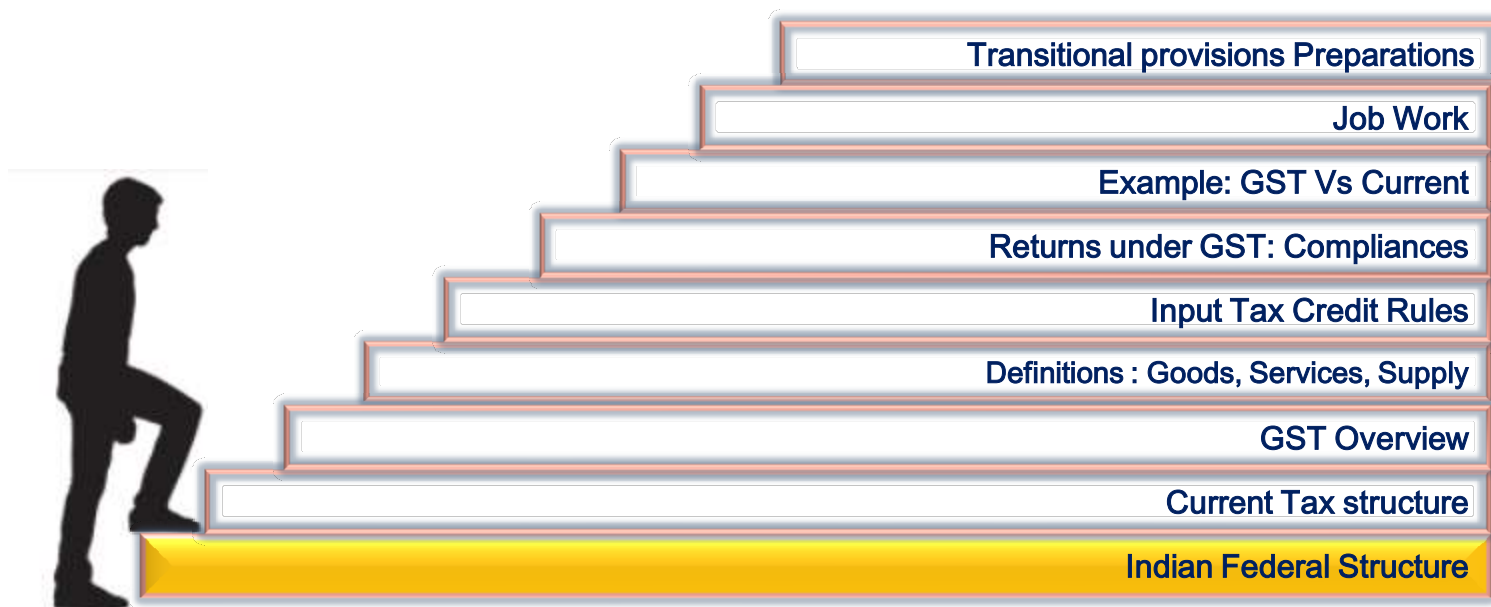 Transitional provisions Preparations
Job Work
Example: GST Vs Current
Returns under GST: Compliances
Input Tax Credit Rules
Definitions : Goods, Services, Supply
GST Overview
Current Tax structure
Indian Federal Structure